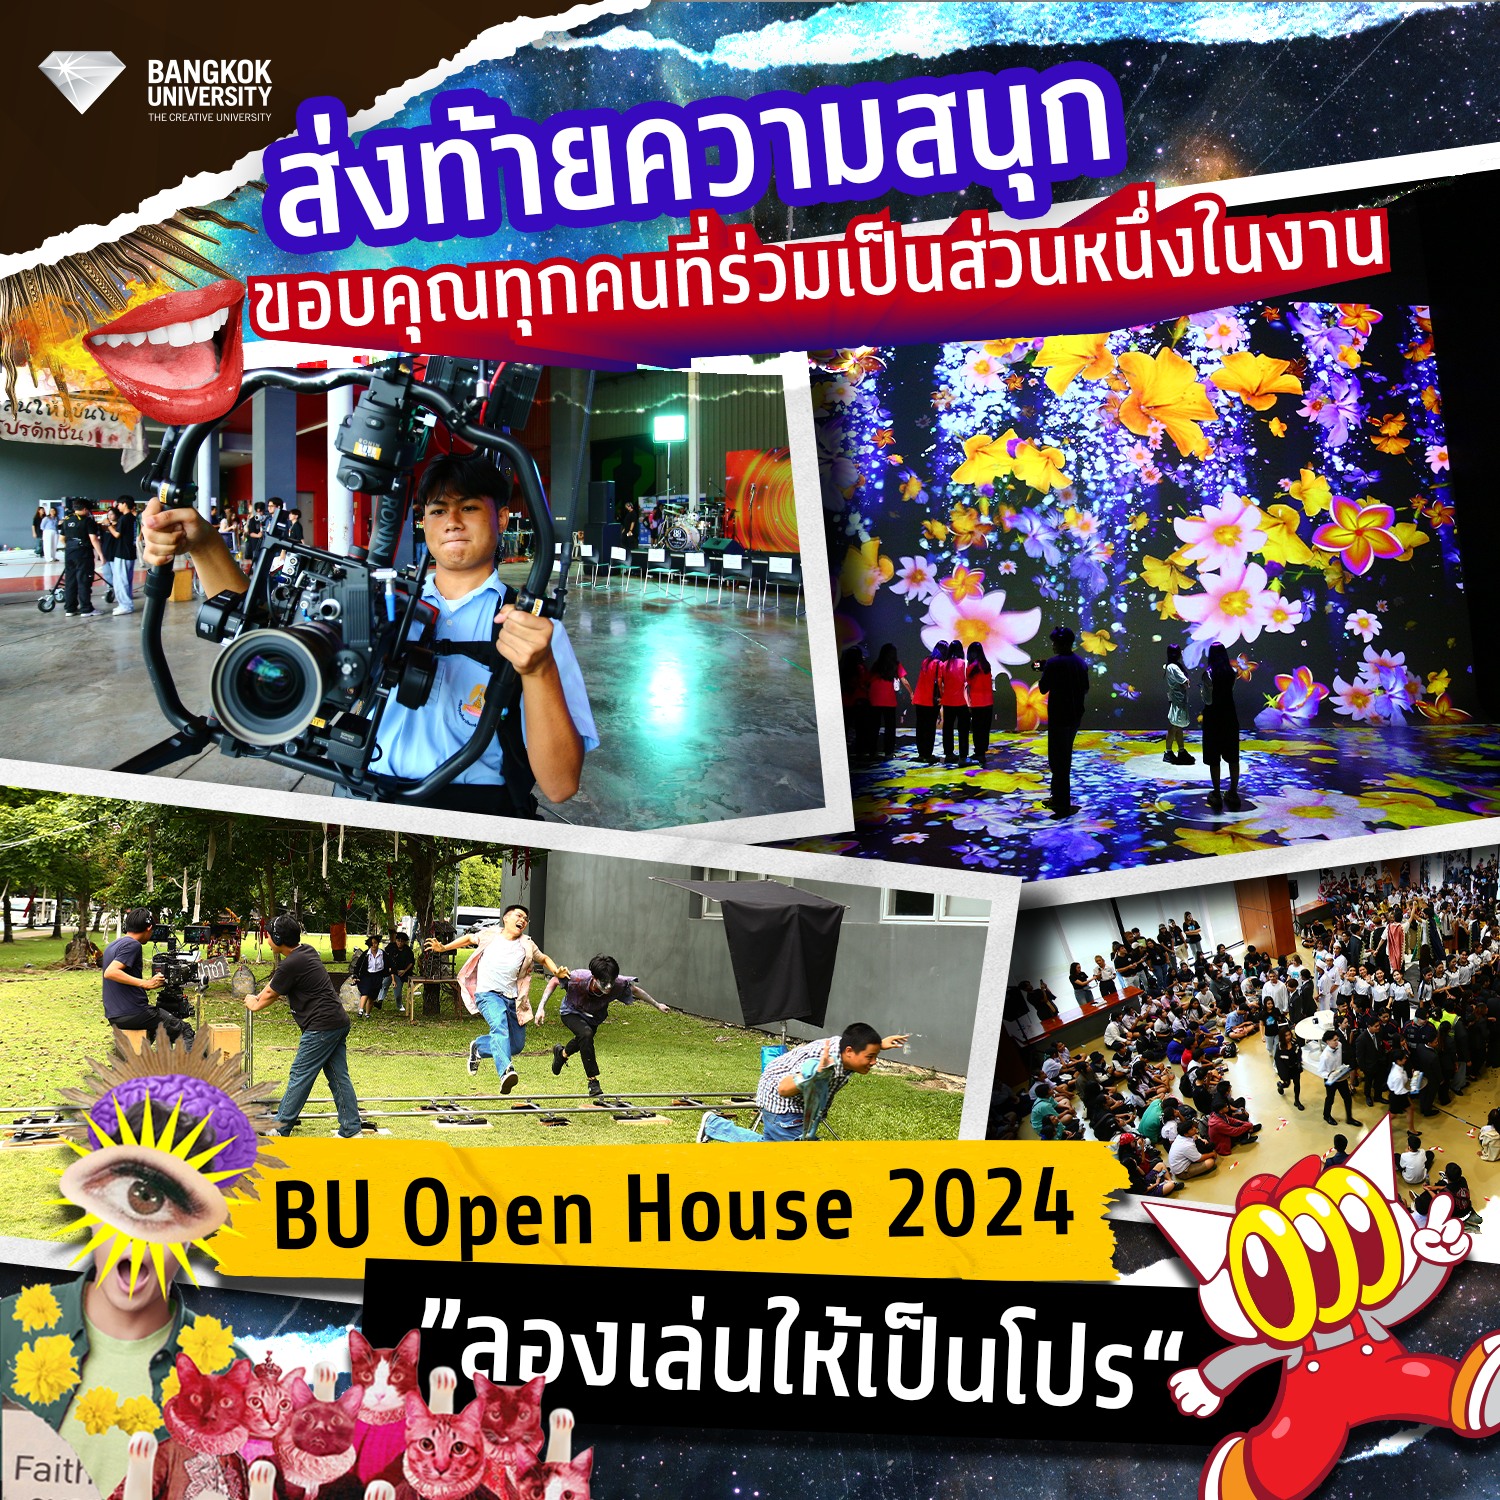 BANGKOK
UNIVERSITY
THE CREATIVE UNIVERSITY
ส่งท้ายความสนุก
ขอบคุณทุกคนที่ร่วมเป็นส่วนหนึ่งในงาน
RONIN
BU Open House 2024
"ลองเล่นให้เป็นโปร"
Faith